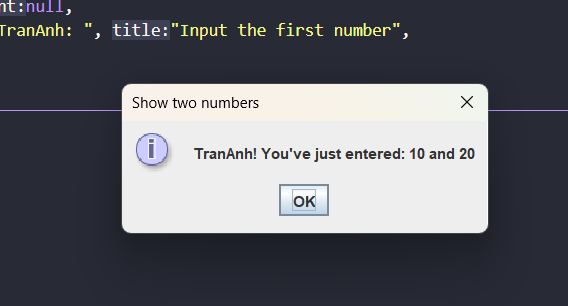 nt:null,
TranAnh: ", title:"Input the first number",
Show two numbers
i
TranAnh! You've just entered: 10 and 20
OK